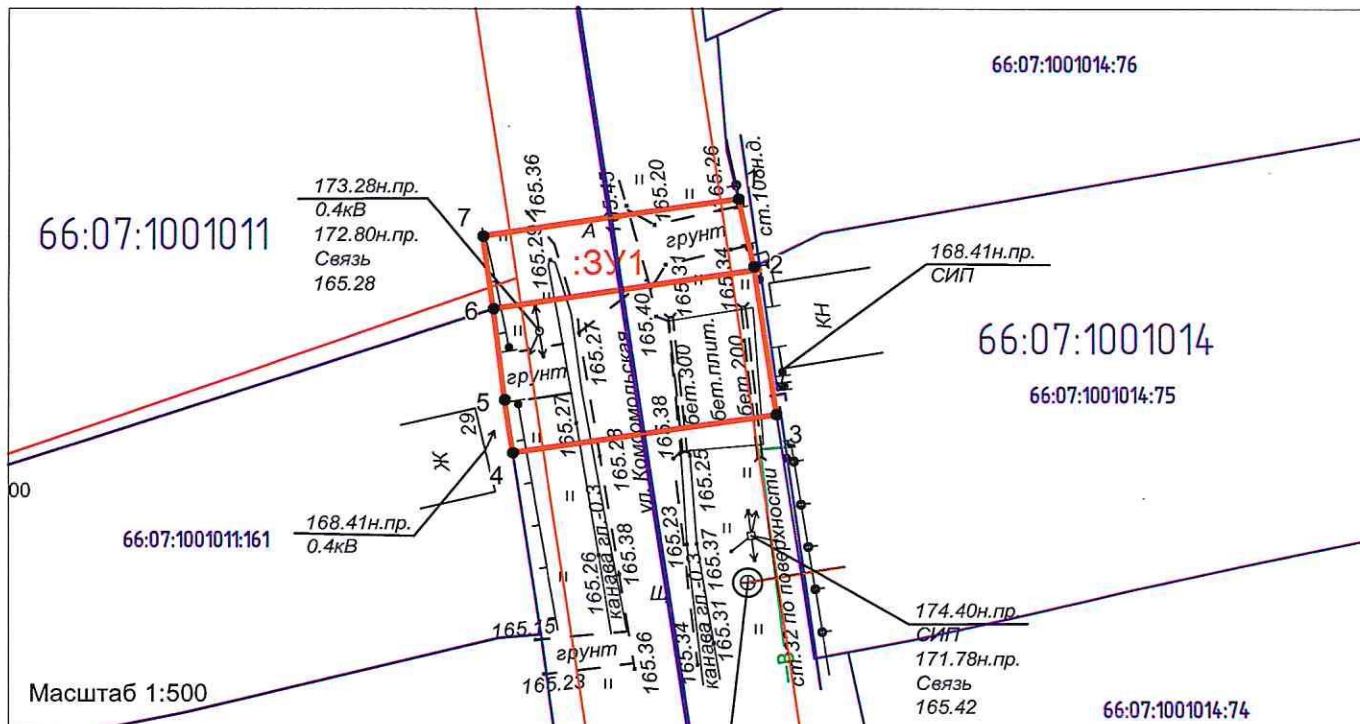 66:07:1001014:76
173.28н.пр.
0.4кВ
172.80н.пр.
Связь
165.28
66:07:1001011
7
165.36
165.45
165.20
165.26
ст.108н.д.
А
грунт
:ЗУ1
165.29
165.31
165.34
2
168.41н.пр.
СИП
6
165.40
КН
66:07:1001014
165.27
ул. Комсомольская
бет.300
бет.плит.
бет.200
грунт
66:07:1001014:75
5
29
165.27
165.38
Ж
165.28
3
4
165.25
00
168.41н.пр.
0.4кВ
66:07:1001011:161
165.23
165.26
канава гл.-0.3
165.38
165.37
Щ
канава гл.-0.3
165.31
ст.32 по поверхности
174.40н.пр.
СИП
171.78н.пр.
Связь
165.42
165.15
грунт
165.36
165.34
В
165.23
Масштаб 1:500
66:07:1001014:74